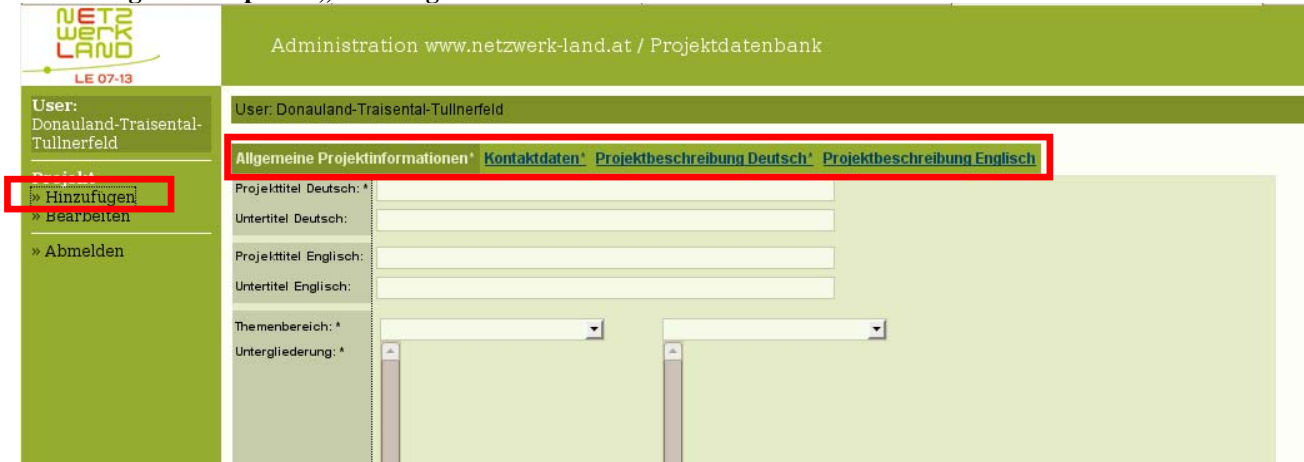 NETZ
WERK
LAND
LE 07-13
Administration www.netzwerk-land.at / Projektdatenbank
User:
Donauland-Traisental-
Tullnerfeld
Projekt
» Hinzufügen
» Bearbeiten
» Abmelden
User: Donauland-Traisental-Tullnerfeld
Allgemeine Projektinformationen* Kontaktdaten* Projektbeschreibung Deutsch* Projektbeschreibung Englisch
Projekttitel Deutsch: *
Untertitel Deutsch:
Projekttitel Englisch:
Untertitel Englisch:
Themenbereich: *
Untergliederung: *